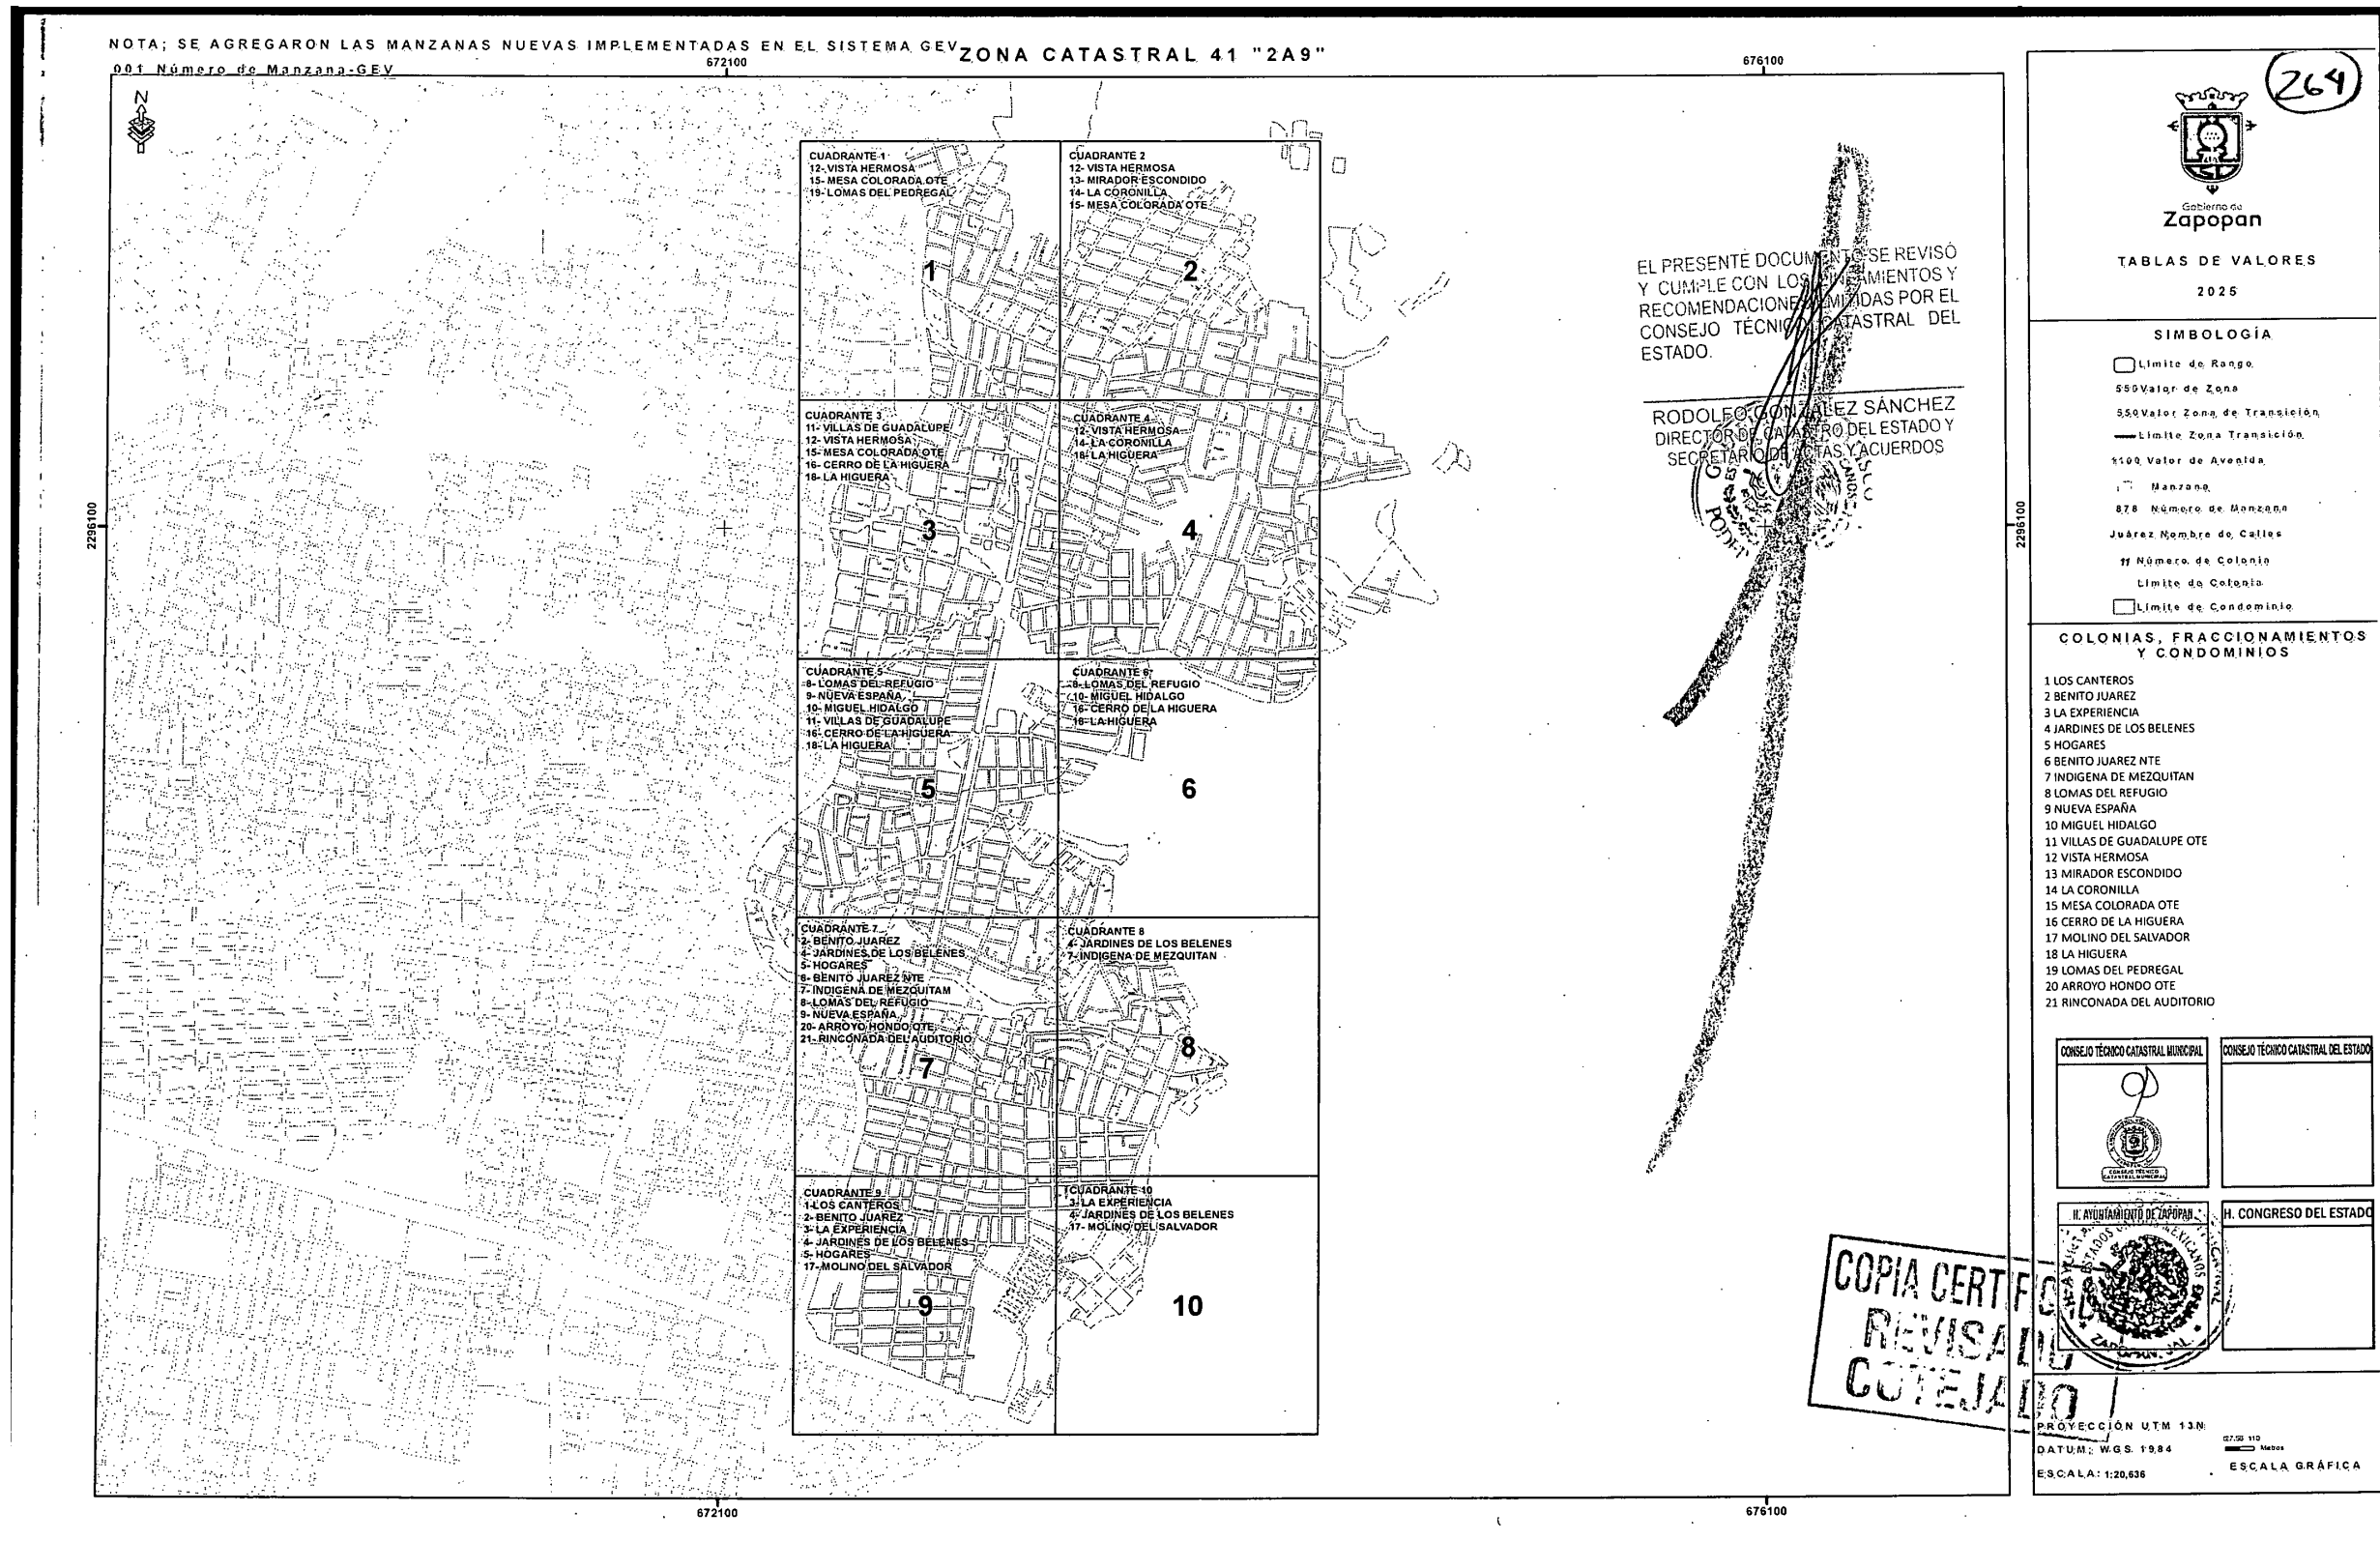 NOTA; SE AGREGARON LAS MANZANAS NUEVAS IMPLEMENTADAS EN EL SISTEMA GEV
ZONA CATASTRAL 41 "2A9"
001 Número de Manzana-GEV
672100
676100
264
N
CUADRANTE 1
12- VISTA HERMOSA
15- MESA COLORADA OTE
19- LOMAS DEL PEDREGAL
1
CUADRANTE 2
12- VISTA HERMOSA
13- MIRADOR ESCONDIDO
14- LA CORONILLA
15- MESA COLORADA OTE
2
CUADRANTE 3
11- VILLAS DE GUADALUPE
12- VISTA HERMOSA
15- MESA COLORADA OTE
16- CERRO DE LA HIGUERA
18- LA HIGUERA
3
CUADRANTE 4
12- VISTA HERMOSA
14- LA CORONILLA
18- LA HIGUERA
4
CUADRANTE 5
8- LOMAS DEL REFUGIO
9- NUEVA ESPAÑA
10- MIGUEL HIDALGO
11- VILLAS DE GUADALUPE
16- CERRO DE LA HIGUERA
18- LA HIGUERA
5
CUADRANTE 6
8- LOMAS DEL REFUGIO
10- MIGUEL HIDALGO
16- CERRO DE LA HIGUERA
18- LA HIGUERA
6
CUADRANTE 7
2- BENITO JUAREZ
4- JARDINES DE LOS BELENES
5- HOGARES
6- BENITO JUAREZ NTE
7- INDIGENA DE MEZQUITAM
8- LOMAS DEL REFUGIO
9- NUEVA ESPAÑA
20- ARROYO HONDO OTE
21- RINCONADA DEL AUDITORIO
7
CUADRANTE 8
4- JARDINES DE LOS BELENES
7- INDIGENA DE MEZQUITAN
8
CUADRANTE 9
1-LOS CANTEROS
2- BENITO JUAREZ
3- LA EXPERIENCIA
4- JARDINES DE LOS BELENES
5- HOGARES
17- MOLINO DEL SALVADOR
9
CUADRANTE 10
3- LA EXPERIENCIA
4- JARDINES DE LOS BELENES
17- MOLINO DEL SALVADOR
10
2296100
2296100
672100
676100
EL PRESENTE DOCUMENTO SE REVISÓ
Y CUMPLE CON LOS LINEAMIENTOS Y
RECOMENDACIONES EMITIDAS POR EL
CONSEJO TÉCNICO CATASTRAL DEL
ESTADO.
RODOLFO GONZÁLEZ SÁNCHEZ
DIRECTOR DE CATASTRO DEL ESTADO Y
SECRETARIO DE ACTAS Y ACUERDOS
COPIA CERTIFICADA
REVISADO
COTEJADO
Gobierno de
Zapopan
TABLAS DE VALORES
2025
SIMBOLOGÍA
Límite de Rango
550 Valor de Zona
550 Valor Zona de Transición
Límite Zona Transición
1100 Valor de Avenida
Manzana
878 Número de Manzana
Juárez Nombre de Calles
11 Número de Colonia
Límite de Colonia
Límite de Condominio
COLONIAS, FRACCIONAMIENTOS
Y CONDOMINIOS
1 LOS CANTEROS
2 BENITO JUAREZ
3 LA EXPERIENCIA
4 JARDINES DE LOS BELENES
5 HOGARES
6 BENITO JUAREZ NTE
7 INDIGENA DE MEZQUITAN
8 LOMAS DEL REFUGIO
9 NUEVA ESPAÑA
10 MIGUEL HIDALGO
11 VILLAS DE GUADALUPE OTE
12 VISTA HERMOSA
13 MIRADOR ESCONDIDO
14 LA CORONILLA
15 MESA COLORADA OTE
16 CERRO DE LA HIGUERA
17 MOLINO DEL SALVADOR
18 LA HIGUERA
19 LOMAS DEL PEDREGAL
20 ARROYO HONDO OTE
21 RINCONADA DEL AUDITORIO
CONSEJO TÉCNICO CATASTRAL MUNICIPAL
CONSEJO TÉCNICO CATASTRAL DEL ESTADO
CONSEJO TÉCNICO
CATASTRAL MUNICIPAL
H. AYUNTAMIENTO DE ZAPOPAN
H. CONGRESO DEL ESTADO
ZAPOPAN, JAL.
PROYECCIÓN UTM 13N
DATUM: W.G.S. 1984
ESCALA: 1:20,636
110
Metros
ESCALA GRÁFICA